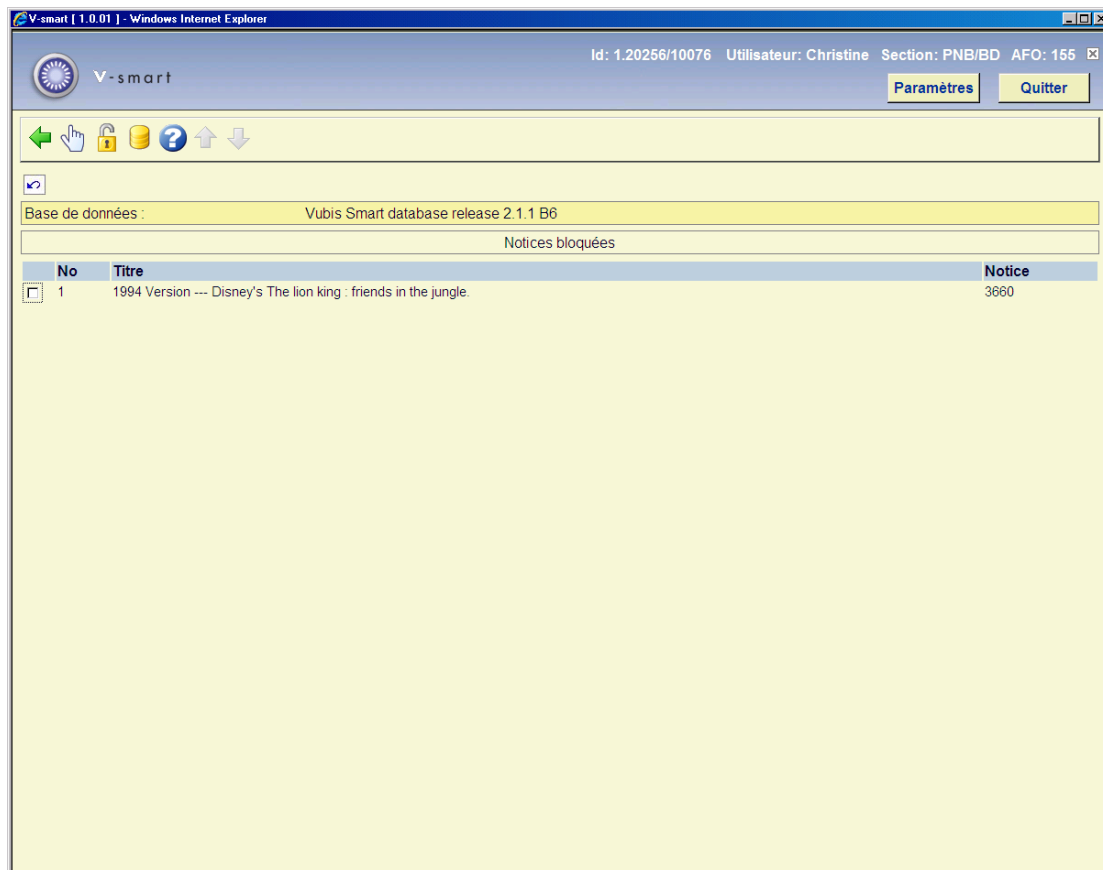 V-smart [ 1.0.01 ] - Windows Internet Explorer
Id: 1.20256/10076 Utilisateur: Christine Section: PNB/BD AFO: 155
V-smart
Paramètres Quitter
Base de données : Vubis Smart database release 2.1.1 B6
Notices bloquées
No Titre Notice
1 1994 Version --- Disney's The lion king : friends in the jungle. 3660